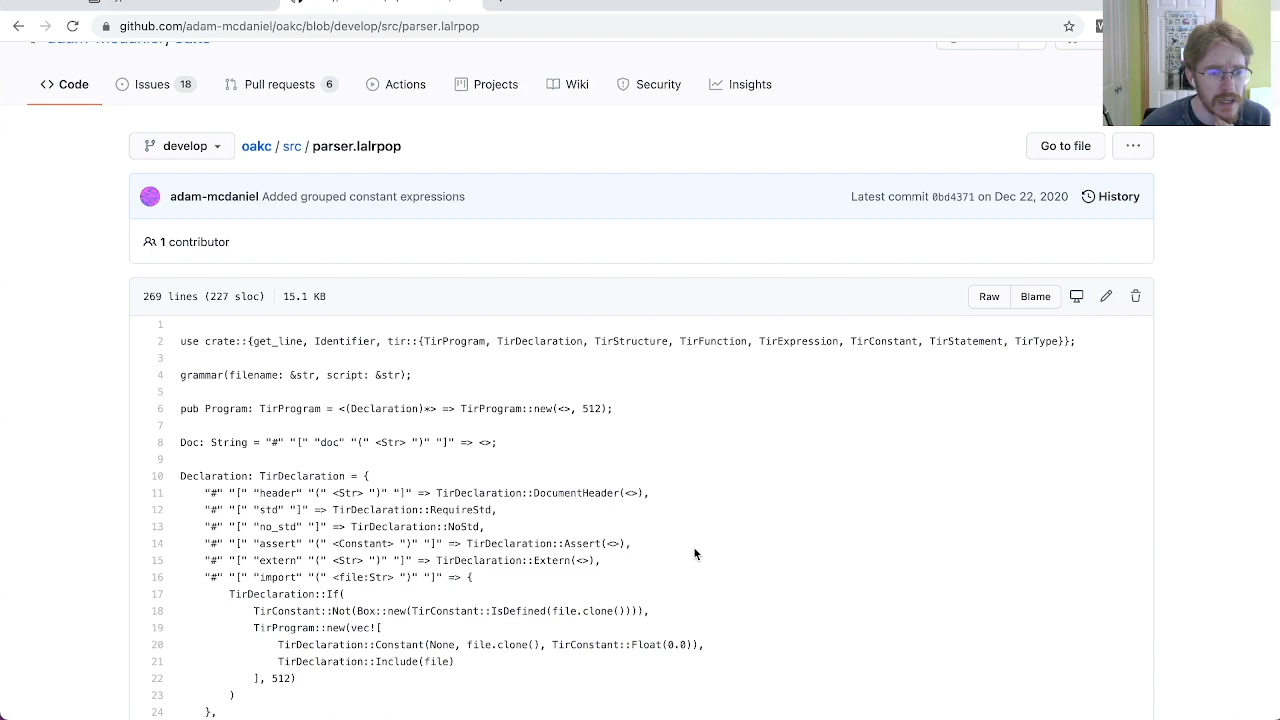 github.com/adam-mcdaniel/oakc/blob/develop/src/parser.lalrpop
Code
Issues 18
Pull requests 6
Actions
Projects
Wiki
Security
Insights
develop
oakc / src / parser.lalrpop
Go to file
adam-mcdaniel Added grouped constant expressions
Latest commit 0bd4371 on Dec 22, 2020
History
1 contributor
269 lines (227 sloc)
15.1 KB
Raw
Blame
1
2 use crate::{get_line, Identifier, tir::{TirProgram, TirDeclaration, TirStructure, TirFunction, TirExpression, TirConstant, TirStatement, TirType}};
3
4 grammar(filename: &str, script: &str);
5
6 pub Program: TirProgram = <(Declaration)*> => TirProgram::new(<>, 512);
7
8 Doc: String = "#" "[" "doc" "(" <Str> ")" "]" => <>;
9
10 Declaration: TirDeclaration = {
11 "#" "[" "header" "(" <Str> ")" "]" => TirDeclaration::DocumentHeader(<>),
12 "#" "[" "std" "]" => TirDeclaration::RequireStd,
13 "#" "[" "no_std" "]" => TirDeclaration::NoStd,
14 "#" "[" "assert" "(" <Constant> ")" "]" => TirDeclaration::Assert(<>),
15 "#" "[" "extern" "(" <Str> ")" "]" => TirDeclaration::Extern(<>),
16 "#" "[" "import" "(" <file:Str> ")" "]" => {
17 TirDeclaration::If(
18 TirConstant::Not(Box::new(TirConstant::IsDefined(file.clone()))),
19 TirProgram::new(vec![
20 TirDeclaration::Constant(None, file.clone(), TirConstant::Float(0.0)),
21 TirDeclaration::Include(file)
22 ], 512)
23 )
24 },